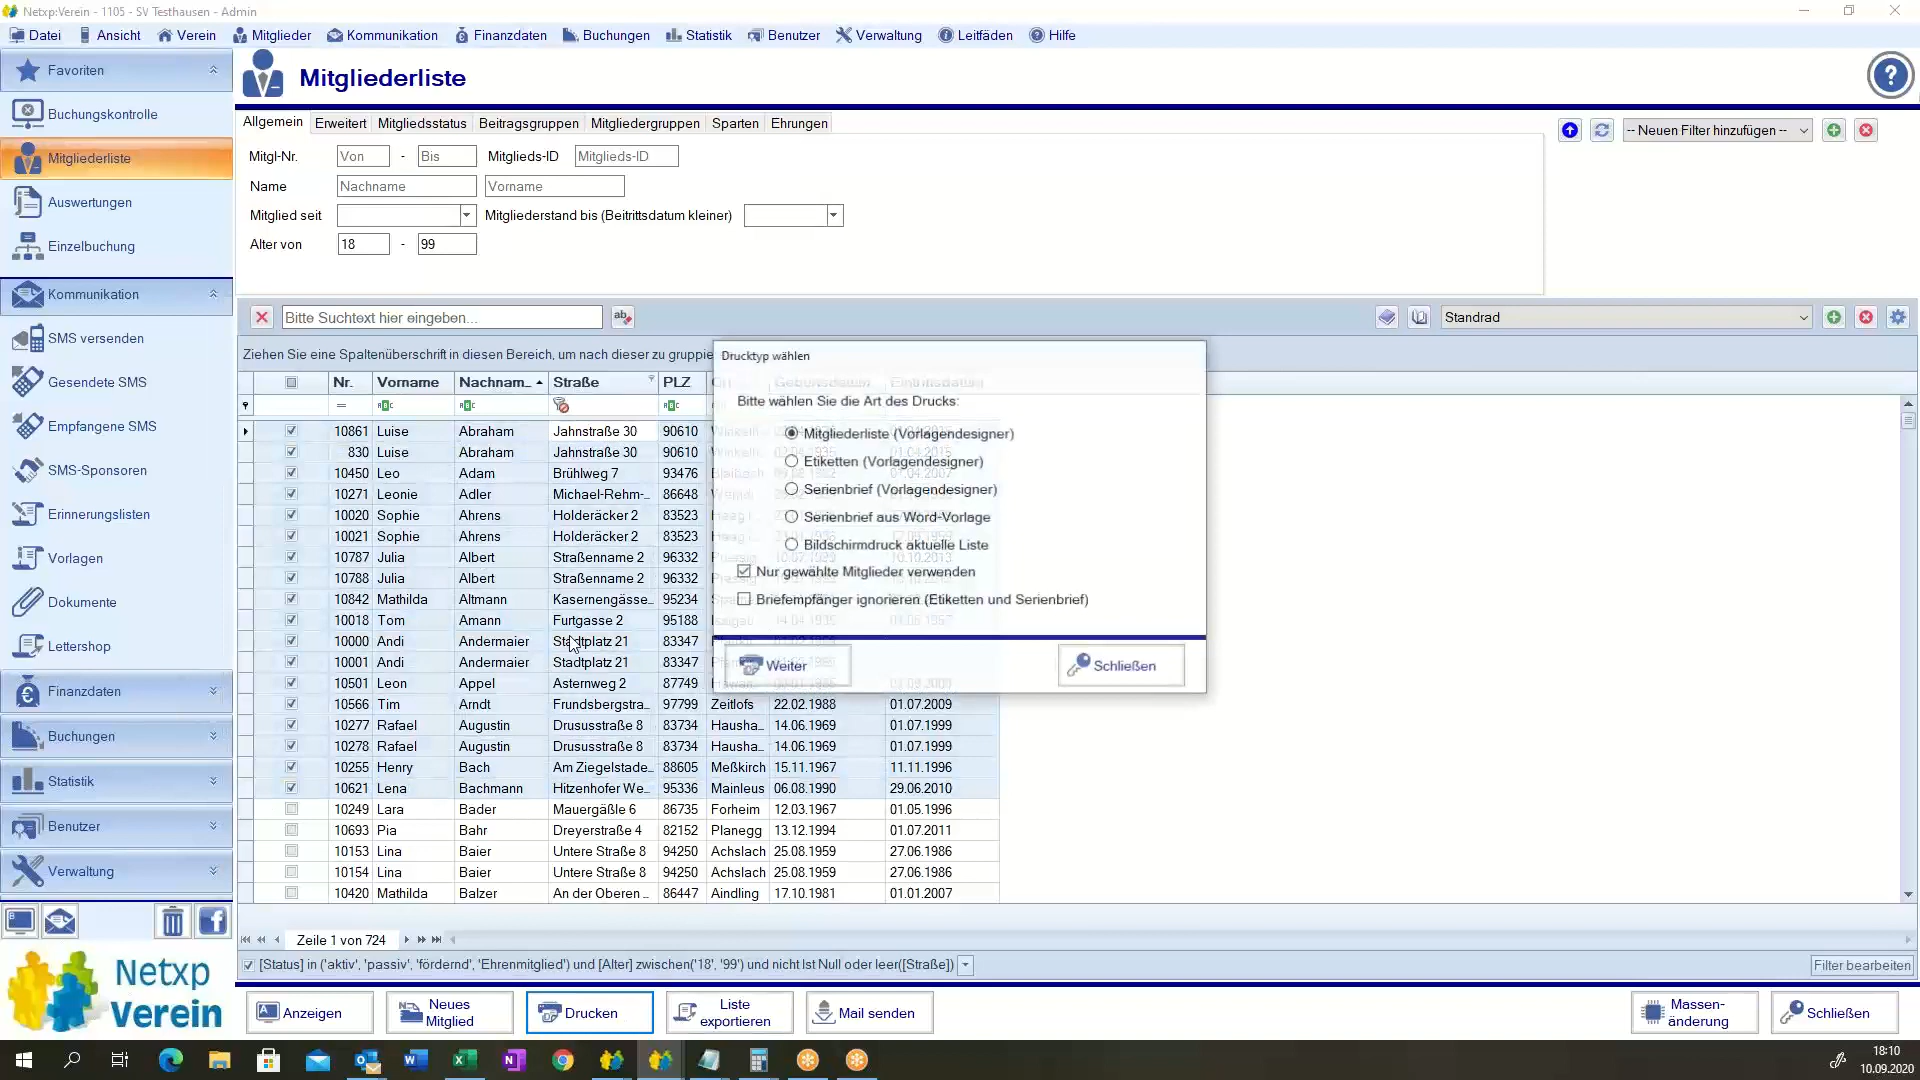 Netxp:Verein - 1105 - SV Testhausen - Admin
Datei Ansicht Verein Mitglieder Kommunikation Finanzdaten Buchungen Statistik Benutzer Verwaltung Leitfäden Hilfe
Favoriten
Buchungskontrolle
Mitgliederliste
Auswertungen
Einzelbuchung
Kommunikation
SMS versenden
Gesendete SMS
Empfangene SMS
SMS-Sponsoren
Erinnerungslisten
Vorlagen
Dokumente
Lettershop
Finanzdaten
Buchungen
Statistik
Benutzer
Verwaltung
Netxp
Verein
Mitgliederliste
Allgemein Erweitert Mitgliedsstatus Beitragsgruppen Mitgliedergruppen Sparten Ehrungen
-- Neuen Filter hinzufügen --
Mitgl-Nr. Von - Bis Mitglieds-ID Mitglieds-ID
Name Nachname Vorname
Mitglied seit Mitgliederstand bis (Beitrittsdatum kleiner)
Alter von 18 - 99
Bitte Suchtext hier eingeben...
Standrad
Ziehen Sie eine Spaltenüberschrift in diesen Bereich, um nach dieser zu gruppie
Nr. Vorname Nachnam... Straße PLZ
10861 Luise Abraham Jahnstraße 30 90610
830 Luise Abraham Jahnstraße 30 90610
10450 Leo Adam Brühlweg 7 93476
10271 Leonie Adler Michael-Rehm-... 86648
10020 Sophie Ahrens Holderäcker 2 83523
10021 Sophie Ahrens Holderäcker 2 83523
10787 Julia Albert Straßenname 2 96332
10788 Julia Albert Straßenname 2 96332
10842 Mathilda Altmann Kasernengässe... 95234
10018 Tom Amann Furtgasse 2 95188
10000 Andi Andermaier Stadtplatz 21 83347
10001 Andi Andermaier Stadtplatz 21 83347
10501 Leon Appel Asternweg 2 87749
10566 Tim Arndt Frundsbergstra... 97799 Zeitlofs 22.02.1988 01.07.2009
10277 Rafael Augustin Drususstraße 8 83734 Hausha... 14.06.1969 01.07.1999
10278 Rafael Augustin Drususstraße 8 83734 Hausha... 14.06.1969 01.07.1999
10255 Henry Bach Am Ziegelstade... 88605 Meßkirch 15.11.1967 11.11.1996
10621 Lena Bachmann Hitzenhofer We... 95336 Mainleus 06.08.1990 29.06.2010
10249 Lara Bader Mauergäßle 6 86735 Forheim 12.03.1967 01.05.1996
10693 Pia Bahr Dreyerstraße 4 82152 Planegg 13.12.1994 01.07.2011
10153 Lina Baier Untere Straße 8 94250 Achslach 25.08.1959 27.06.1986
10154 Lina Baier Untere Straße 8 94250 Achslach 25.08.1959 27.06.1986
10420 Mathilda Balzer An der Oberen ... 86447 Aindling 17.10.1981 01.01.2007
Drucktyp wählen
Bitte wählen Sie die Art des Drucks:
Mitgliederliste (Vorlagendesigner)
Etiketten (Vorlagendesigner)
Serienbrief (Vorlagendesigner)
Serienbrief aus Word-Vorlage
Bildschirmdruck aktuelle Liste
Nur gewählte Mitglieder verwenden
Briefempfänger ignorieren (Etiketten und Serienbrief)
Weiter Schließen
Zeile 1 von 724
[Status] in ('aktiv', 'passiv', 'fördernd', 'Ehrenmitglied') und [Alter] zwischen('18', '99') und nicht Ist Null oder leer([Straße])
Filter bearbeiten
Anzeigen
Neues
Mitglied
Drucken
Liste
exportieren
Mail senden
Massen-
änderung
Schließen
18:10
10.09.2020